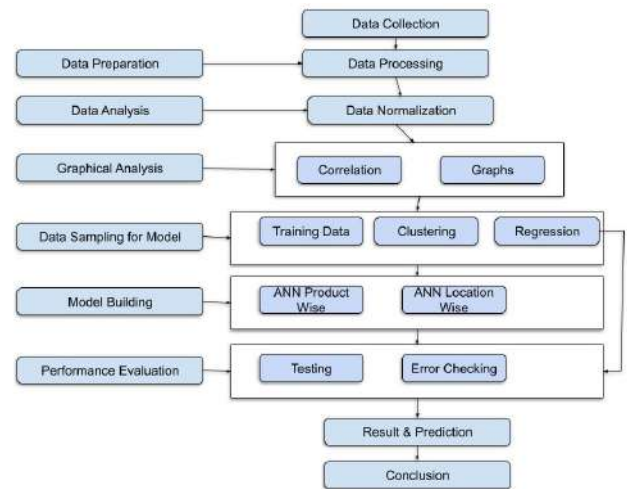 Data Collection
Data Preparation
Data Processing
Data Analysis
Data Normalization
Graphical Analysis
Correlation
Graphs
Data Sampling for Model
Training Data
Clustering
Regression
Model Building
ANN Product
Wise
ANN Location
Wise
Performance Evaluation
Testing
Error Checking
Result & Prediction
Conclusion